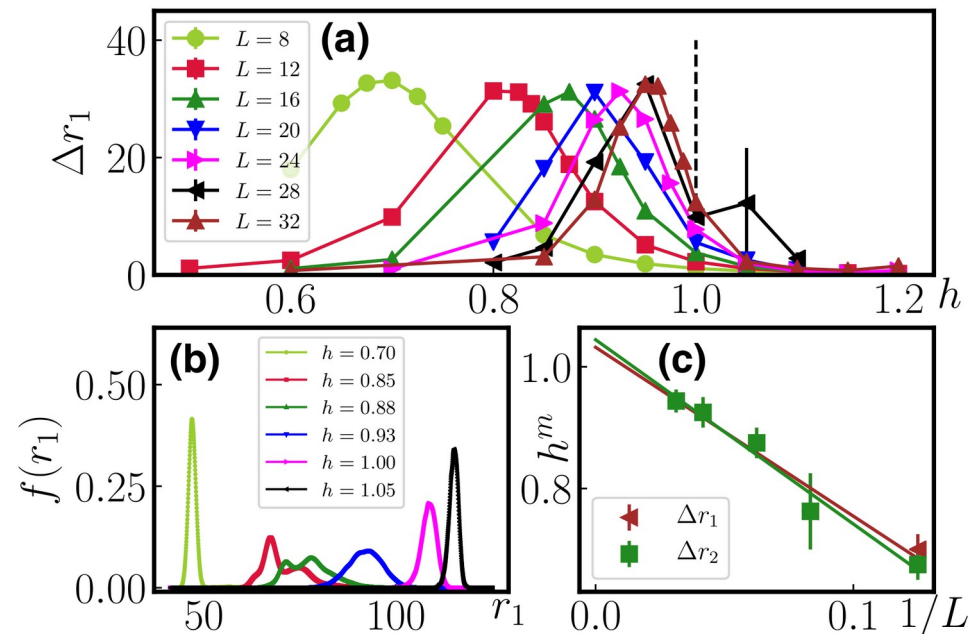 (a)
Δr₁
40
20
0
L = 8
L = 12
L = 16
L = 20
L = 24
L = 28
L = 32
0.6 0.8 1.0 1.2 h
(b)
f(r₁)
0.50
0.25
0.00
h = 0.70
h = 0.85
h = 0.88
h = 0.93
h = 1.00
h = 1.05
50 100 r₁
(c)
hᵐ
1.0
0.8
Δr₁
Δr₂
0.0 0.1 1/L